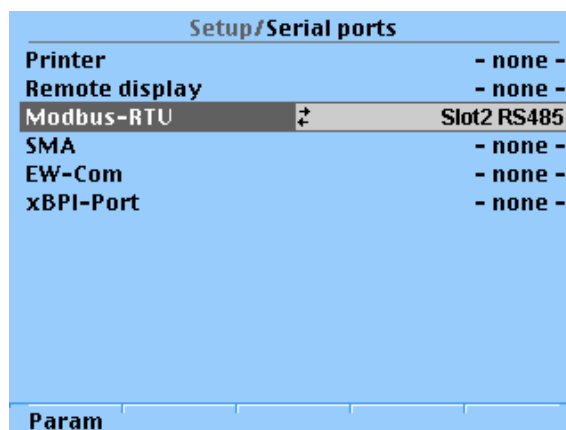 Setup/Serial ports
Printer - none -
Remote display - none -
Modbus-RTU Slot2 RS485
SMA - none -
EW-Com - none -
xBPI-Port - none -
Param